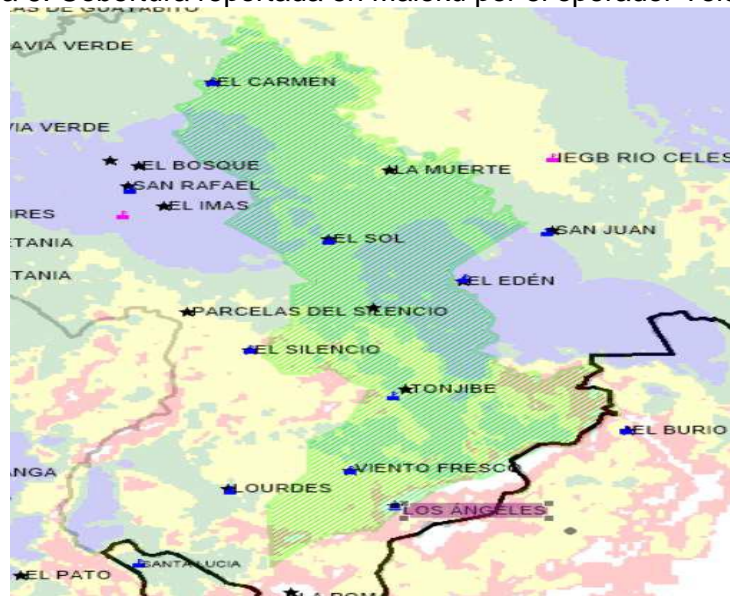 AVIA VERDE
EL CARMEN
IA VERDE
EL BOSQUE
LA MUERTE
IEGB RIO CELES
SAN RAFAEL
IRES
EL IMAS
SAN JUAN
ETANIA
EL SOL
TANIA
EL EDÉN
PARCELAS DEL SILENCIO
EL SILENCIO
TONJIBE
EL BURIO
NGA
VIENTO FRESCO
LOURDES
LOS ÁNGELES
SANTA LUCIA
EL PATO